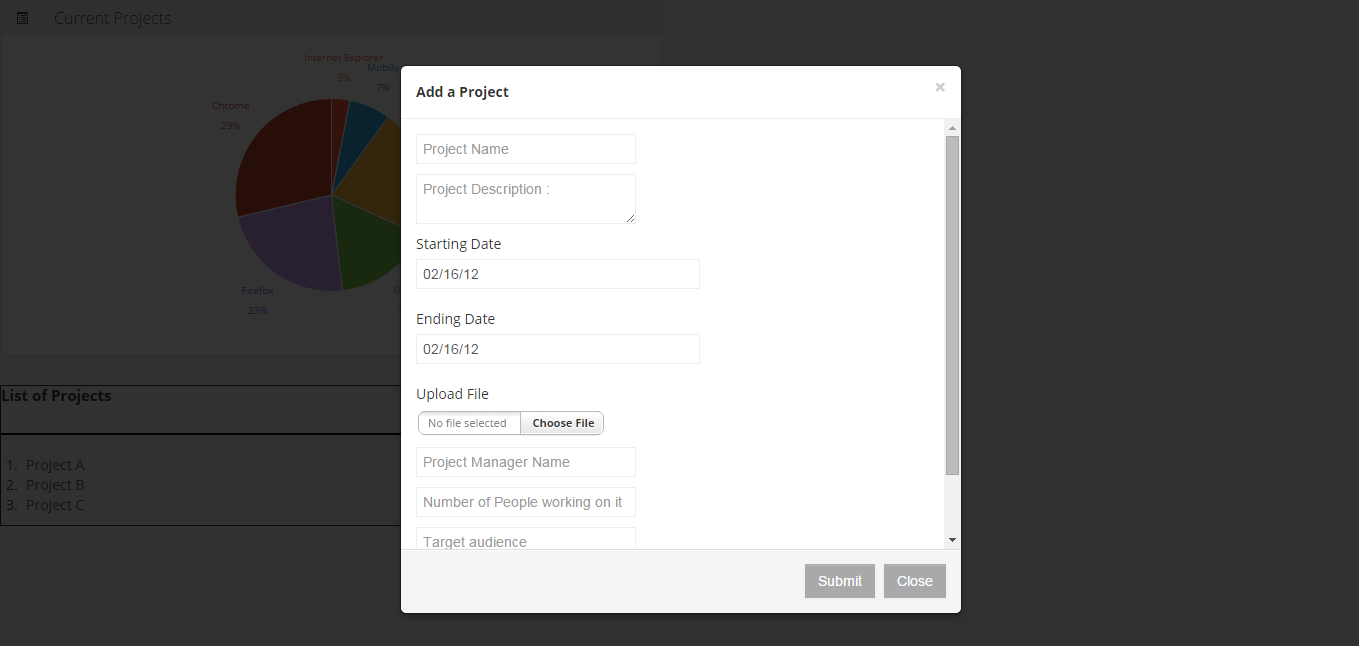 Current Projects
Internet Explorer
3%
Mobile
7%
Chrome
29%
Firefox
23%
List of Projects
1. Project A
2. Project B
3. Project C
Add a Project
×
Project Name
Project Description :
Starting Date
02/16/12
Ending Date
02/16/12
Upload File
No file selected Choose File
Project Manager Name
Number of People working on it
Target audience
Submit Close